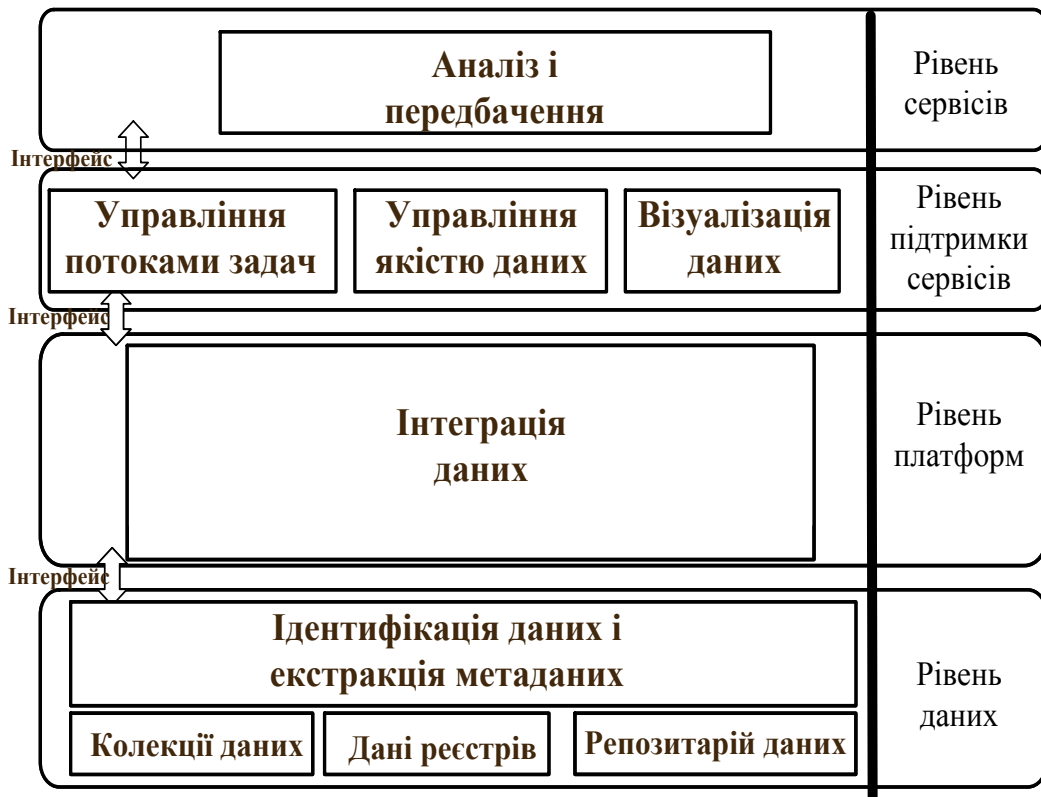 Аналіз і
передбачення
Рівень
сервісів
Інтерфейс
Управління
потоками задач
Управління
якістю даних
Візуалізація
даних
Рівень
підтримки
сервісів
Інтерфейс
Інтеграція
даних
Рівень
платформ
Інтерфейс
Ідентифікація даних і
екстракція метаданих
Колекції даних
Дані реєстрів
Репозитарій даних
Рівень
даних